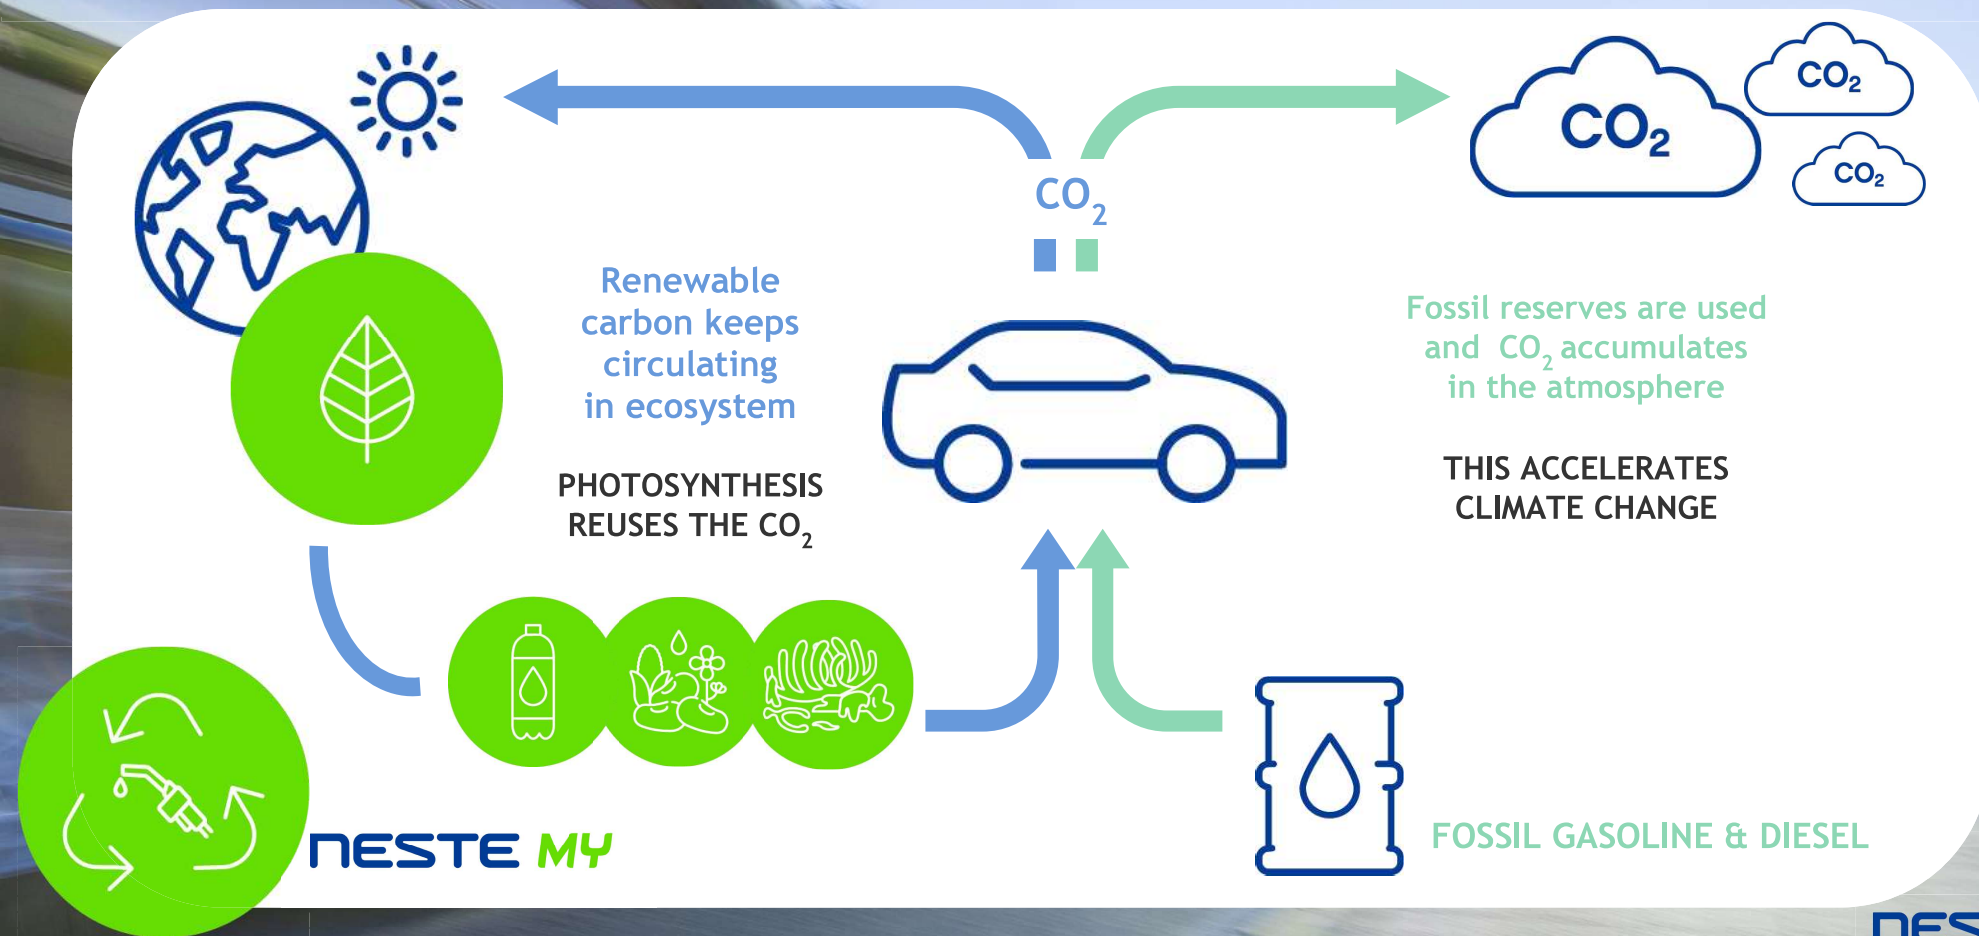 CO₂
CO₂
CO₂
CO₂
Renewable
carbon keeps
circulating
in ecosystem
PHOTOSYNTHESIS
REUSES THE CO₂
Fossil reserves are used
and CO₂ accumulates
in the atmosphere
THIS ACCELERATES
CLIMATE CHANGE
NESTE MY
FOSSIL GASOLINE & DIESEL